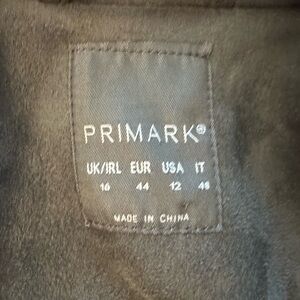 PRIMARK®
UK/IRL EUR USA IT
16 44 12 48
MADE IN CHINA